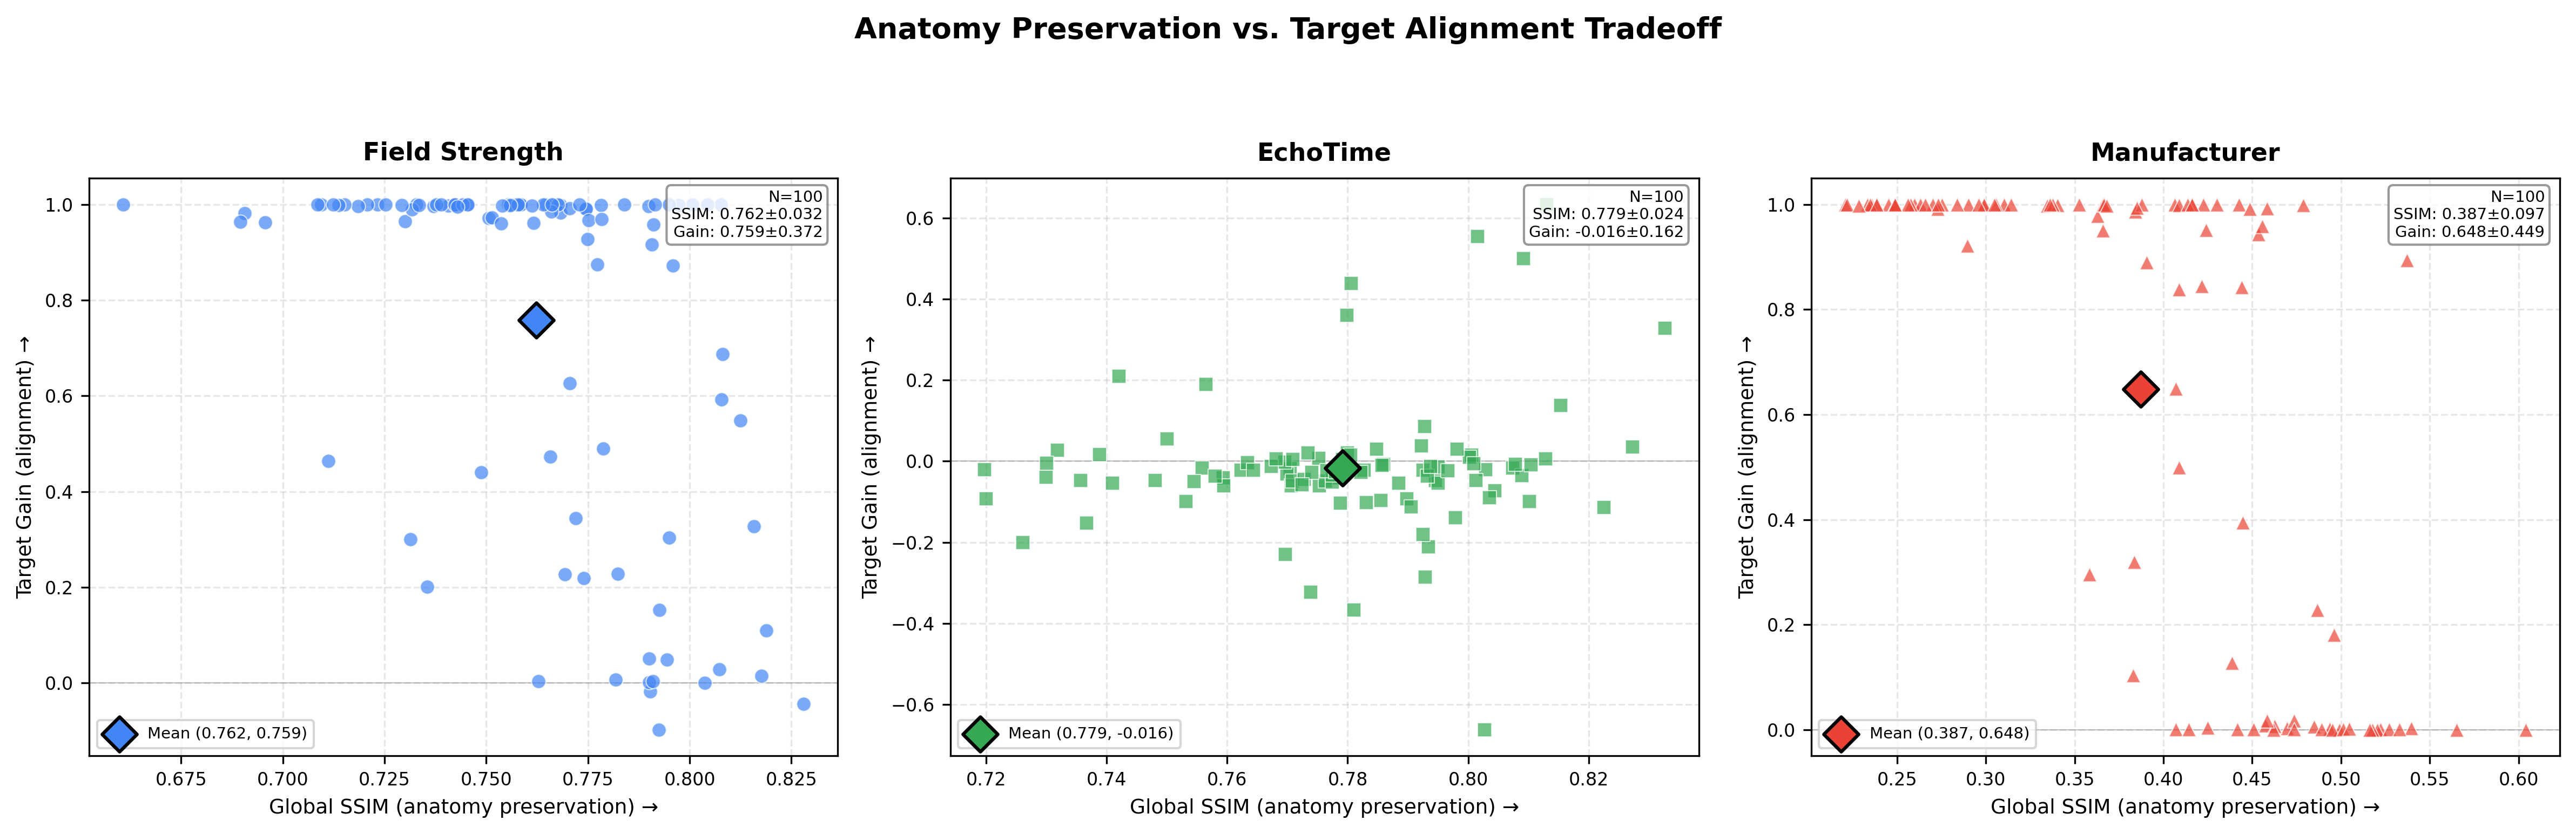 Anatomy Preservation vs. Target Alignment Tradeoff
Field Strength
Target Gain (alignment) →
1.0
0.8
0.6
0.4
0.2
0.0
N=100
SSIM: 0.762±0.032
Gain: 0.759±0.372
Mean (0.762, 0.759)
0.675
0.700
0.725
0.750
0.775
0.800
0.825
Global SSIM (anatomy preservation) →
EchoTime
Target Gain (alignment) →
0.6
0.4
0.2
0.0
−0.2
−0.4
−0.6
N=100
SSIM: 0.779±0.024
Gain: -0.016±0.162
Mean (0.779, -0.016)
0.72
0.74
0.76
0.78
0.80
0.82
Global SSIM (anatomy preservation) →
Manufacturer
Target Gain (alignment) →
1.0
0.8
0.6
0.4
0.2
0.0
N=100
SSIM: 0.387±0.097
Gain: 0.648±0.449
Mean (0.387, 0.648)
0.25
0.30
0.35
0.40
0.45
0.50
0.55
0.60
Global SSIM (anatomy preservation) →